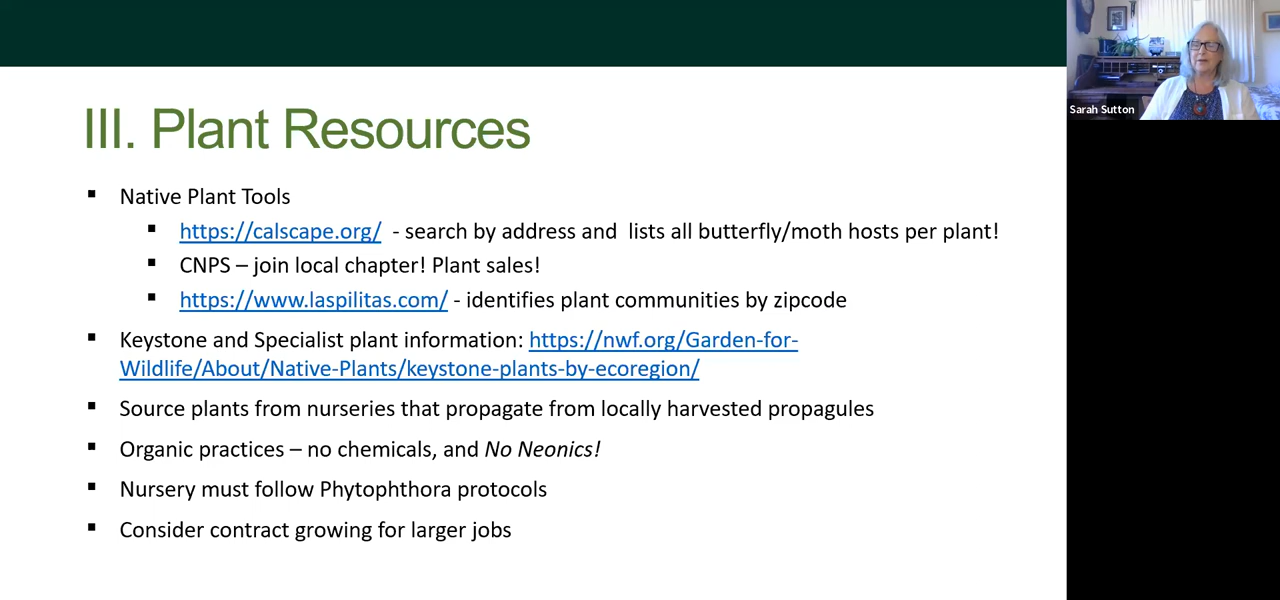 III. Plant Resources
Sarah Sutton
▪ Native Plant Tools
▪ https://calscape.org/ - search by address and lists all butterfly/moth hosts per plant!
▪ CNPS – join local chapter! Plant sales!
▪ https://www.laspilitas.com/ - identifies plant communities by zipcode
▪ Keystone and Specialist plant information: https://nwf.org/Garden-for-
Wildlife/About/Native-Plants/keystone-plants-by-ecoregion/
▪ Source plants from nurseries that propagate from locally harvested propagules
▪ Organic practices – no chemicals, and No Neonics!
▪ Nursery must follow Phytophthora protocols
▪ Consider contract growing for larger jobs